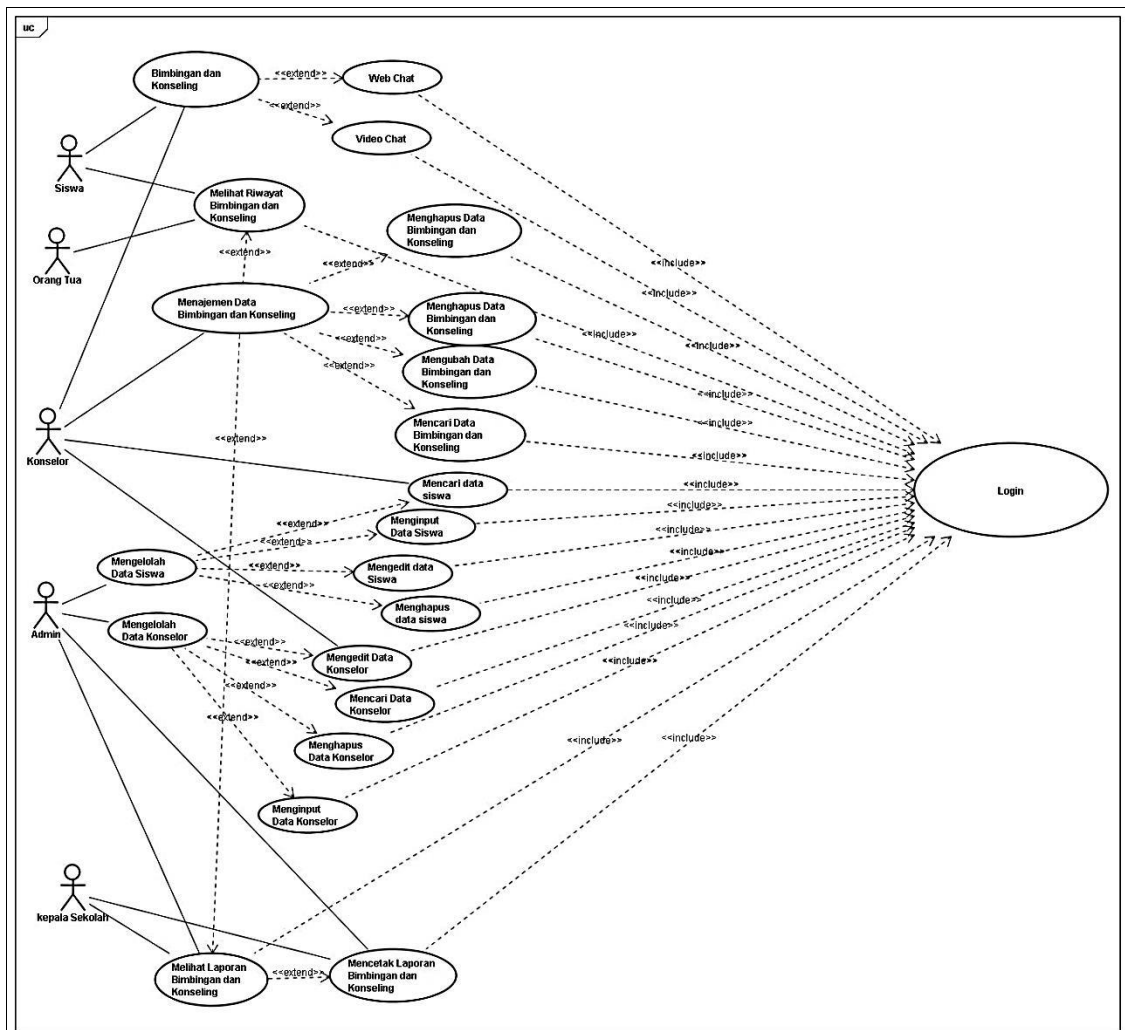 uc
Bimbingan dan
Konseling
<<extend>>
Web Chat
<<extend>>
Video Chat
Siswa
Melihat Riwayat
Bimbingan dan
Konseling
Menghapus Data
Bimbingan dan
Konseling
Orang Tua
<<extend>>
<<extend>>
<<include>>
<<include>>
Menajemen Data
Bimbingan dan Konseling
<<extend>>
Menghapus Data
Bimbingan dan
Konseling
<<include>>
<<include>>
<<extend>>
Mengubah Data
Bimbingan dan
Konseling
<<extend>>
<<include>>
<<include>>
Mencari Data
Bimbingan dan
Konseling
<<extend>>
Konselor
<<include>>
Mencari data
siswa
<<include>>
Login
<<extend>>
Menginput
Data Siswa
<<include>>
<<extend>>
<<include>>
Mengelolah
Data Siswa
<<extend>>
Mengedit data
Siswa
<<include>>
<<extend>>
Menghapus
data siswa
<<include>>
Admin
Mengelolah
Data Konselor
<<include>>
<<extend>>
Mengedit Data
Konselor
<<include>>
<<extend>>
<<include>>
Mencari Data
Konselor
<<extend>>
<<extend>>
Menghapus
Data Konselor
<<include>>
<<include>>
Menginput
Data Konselor
kepala Sekolah
Melihat Laporan
Bimbingan dan
Konseling
<<extend>>
Mencetak Laporan
Bimbingan dan
Konseling